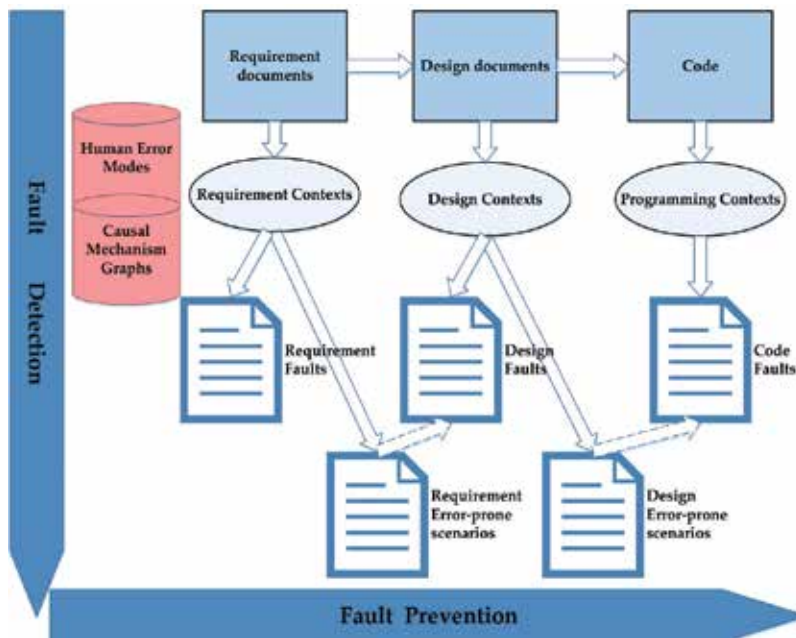 Requirement
documents
Design documents
Code
Human Error
Modes
Causal
Mechanism
Graphs
Requirement Contexts
Design Contexts
Programming Contexts
Requirement
Faults
Design
Faults
Code
Faults
Requirement
Error-prone
scenarios
Design
Error-prone
scenarios
Fault Detection
Fault Prevention